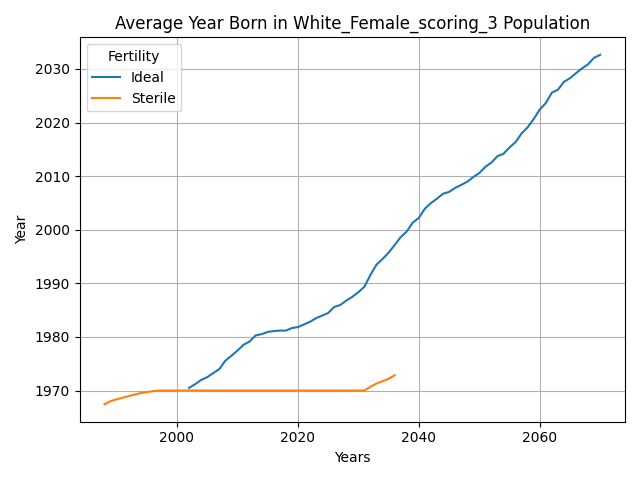 Average Year Born in White_Female_scoring_3 Population
Fertility
Ideal
Sterile
Year
2030
2020
2010
2000
1990
1980
1970
2000 2020 2040 2060
Years